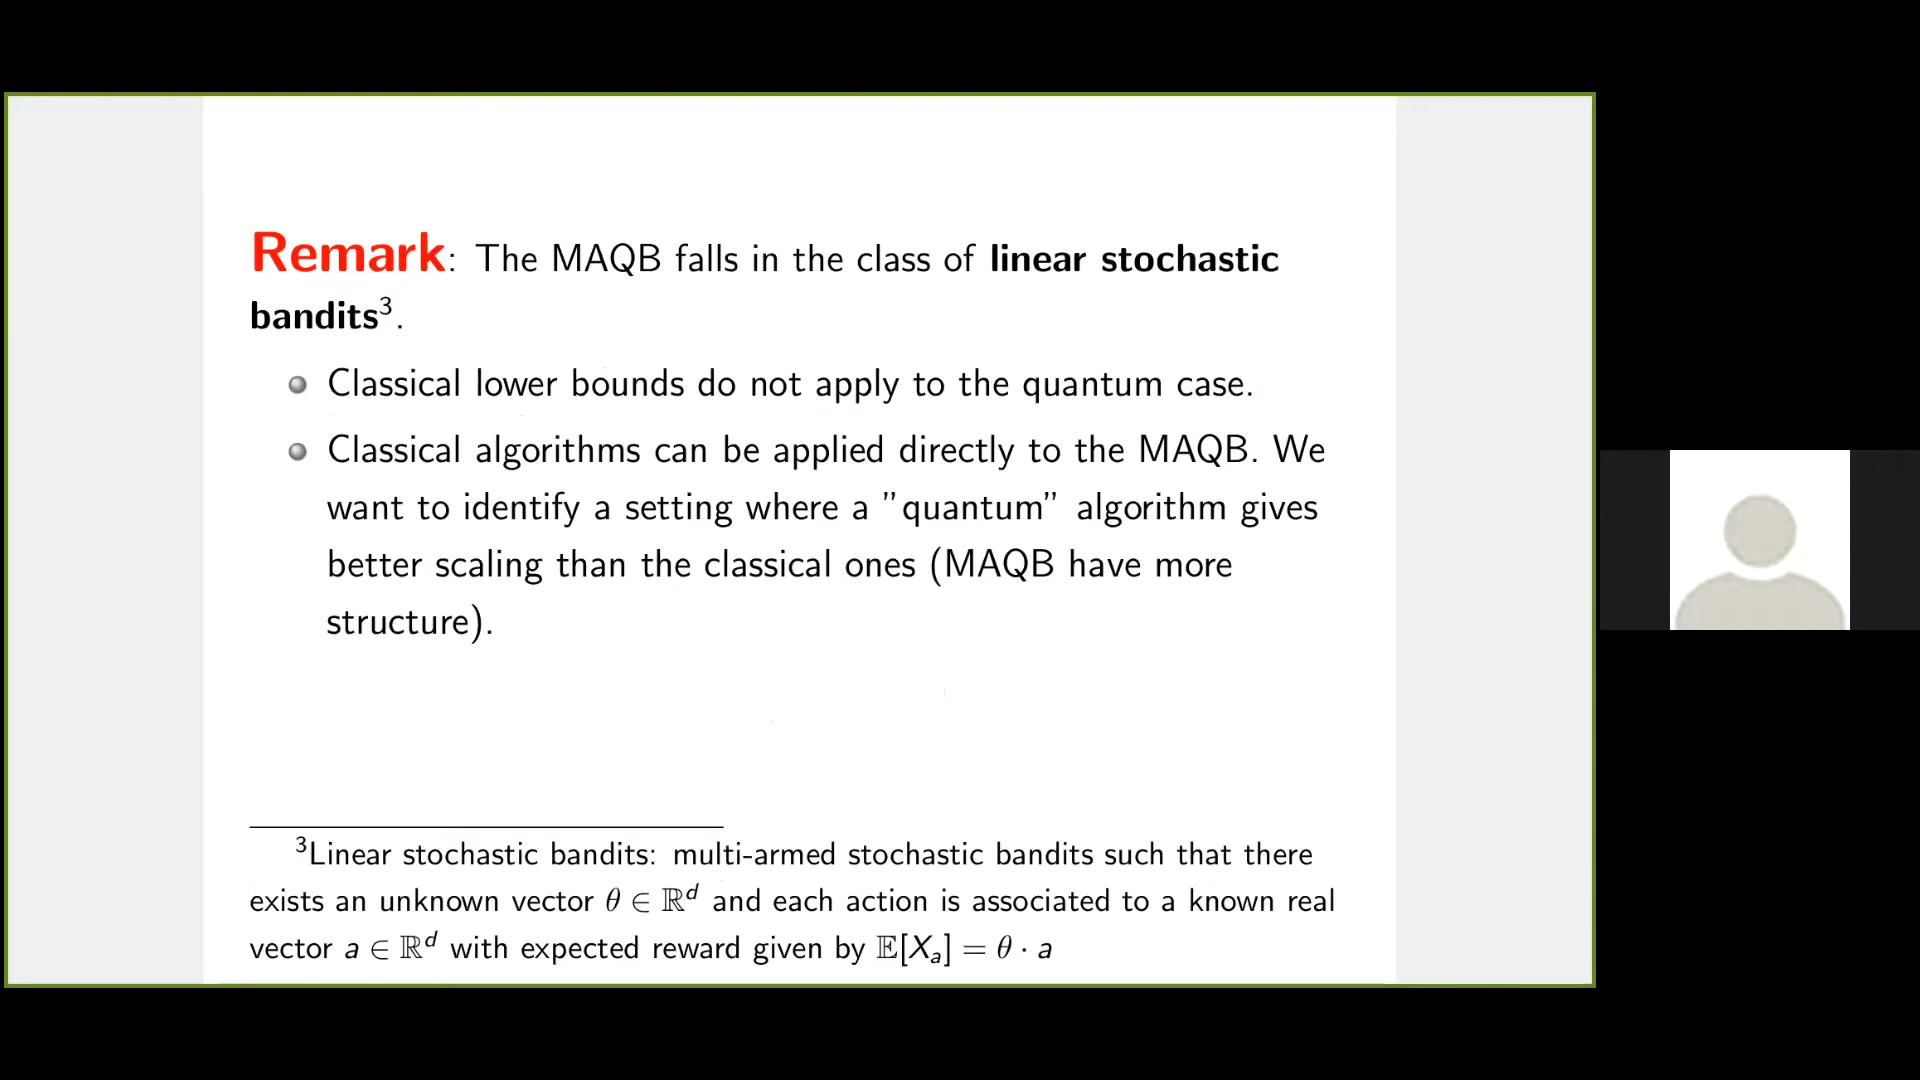 Remark: The MAQB falls in the class of linear stochastic
bandits³.
Classical lower bounds do not apply to the quantum case.
Classical algorithms can be applied directly to the MAQB. We
want to identify a setting where a ”quantum” algorithm gives
better scaling than the classical ones (MAQB have more
structure).
³Linear stochastic bandits: multi-armed stochastic bandits such that there
exists an unknown vector θ ∈ ℝᵈ and each action is associated to a known real
vector a ∈ ℝᵈ with expected reward given by 𝔼[Xₐ] = θ · a